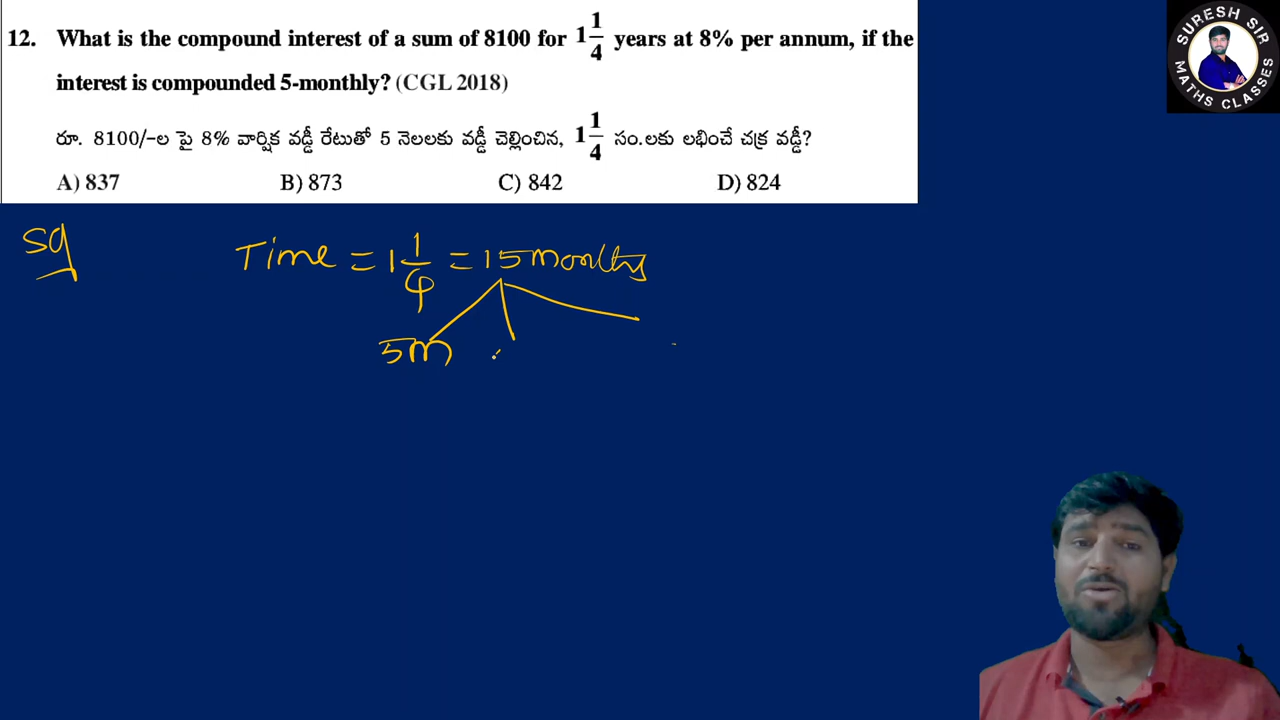 12. What is the compound interest of a sum of 8100 for 1 1/4 years at 8% per annum, if the
interest is compounded 5-monthly? (CGL 2018)
రూ. 8100/-ల పై 8% వార్షిక వడ్డీ రేటుతో 5 నెలలకు వడ్డీ చెల్లించిన, 1 1/4 సం.లకు లభించే చక్ర వడ్డీ?
A) 837 B) 873 C) 842 D) 824
SURESH SIR
MATHS CLASSES
Time = 1 1/4 = 15 months
5m